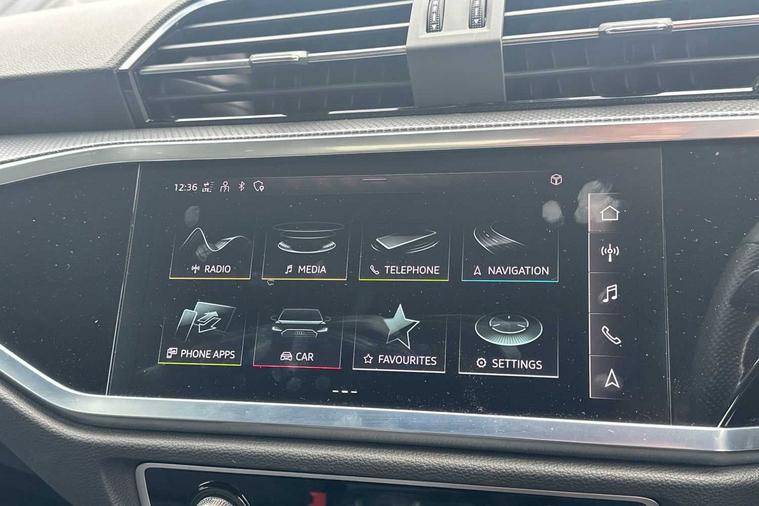 12:36
RADIO
MEDIA
TELEPHONE
NAVIGATION
PHONE APPS
CAR
FAVOURITES
SETTINGS